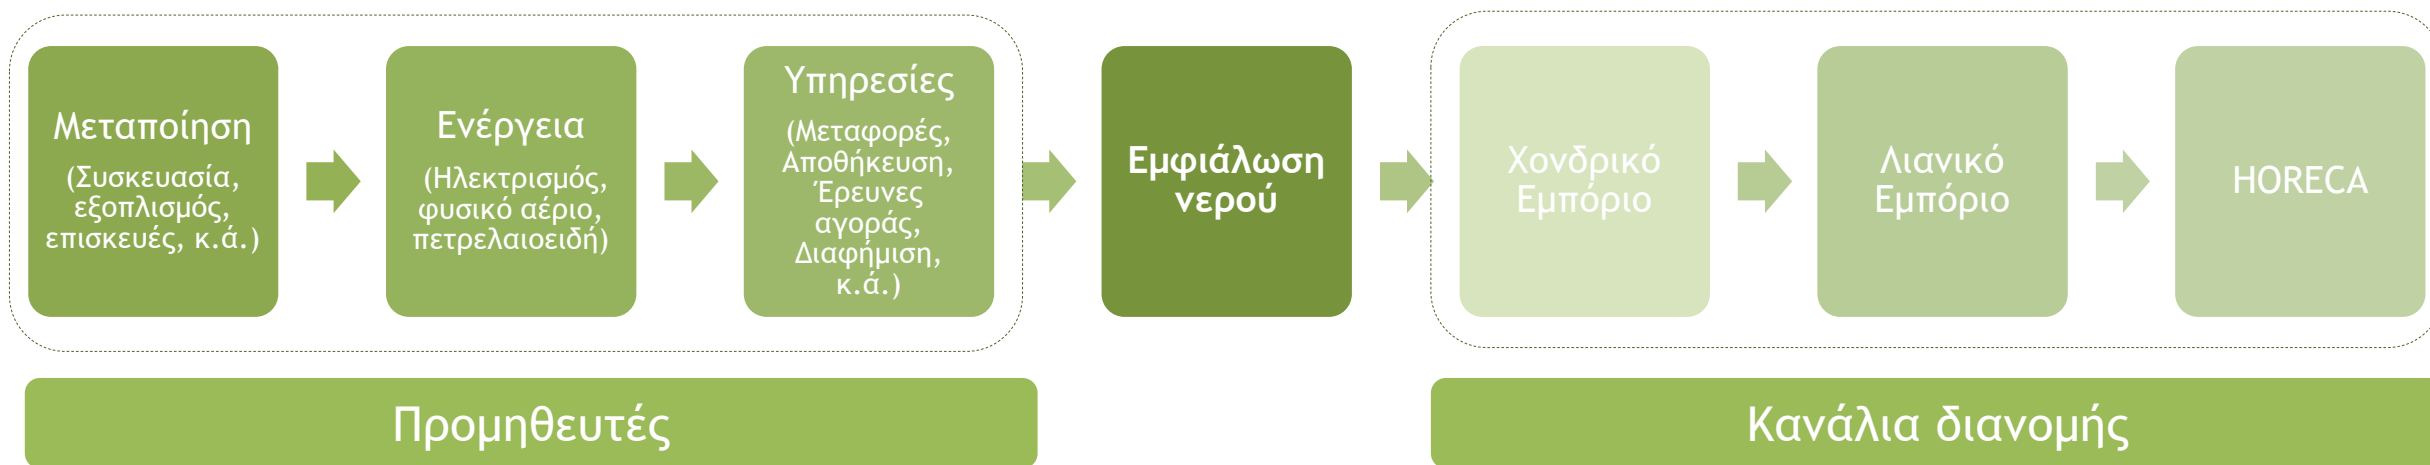 Μεταποίηση
(Συσκευασία,
εξοπλισμός,
επισκευές, κ.ά.)
Ενέργεια
(Ηλεκτρισμός,
φυσικό αέριο,
πετρελαιοειδή)
Υπηρεσίες
(Μεταφορές,
Αποθήκευση,
Έρευνες
αγοράς,
Διαφήμιση,
κ.ά.)
Εμφιάλωση
νερού
Χονδρικό
Εμπόριο
Λιανικό
Εμπόριο
HORECA
Προμηθευτές
Κανάλια διανομής